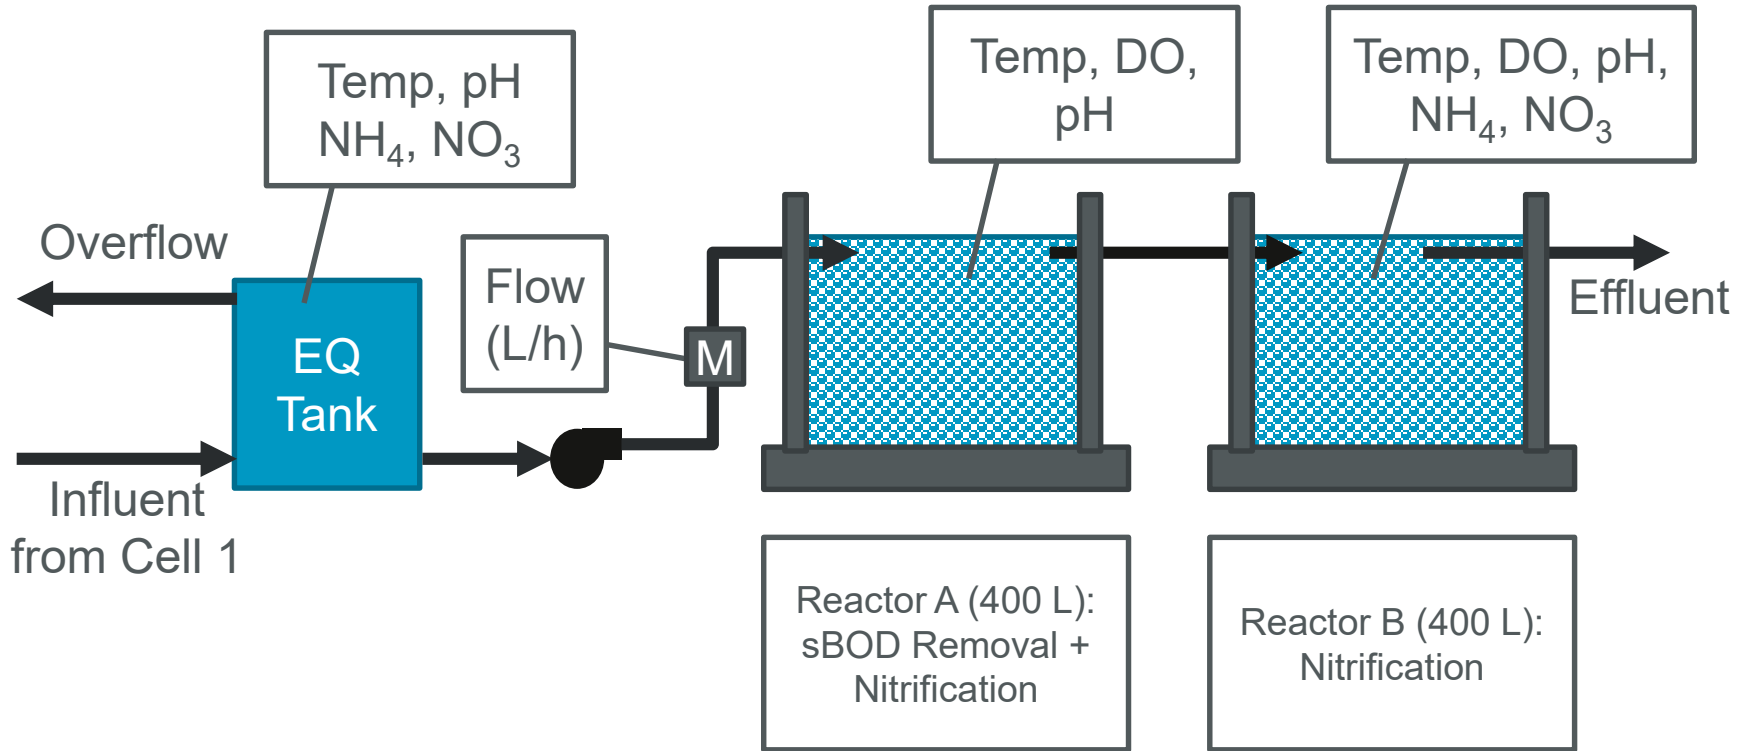 Temp, pH
NH₄, NO₃
Temp, DO,
pH
Temp, DO, pH,
NH₄, NO₃
Overflow
Flow
(L/h)
M
EQ
Tank
Effluent
Influent
from Cell 1
Reactor A (400 L):
sBOD Removal +
Nitrification
Reactor B (400 L):
Nitrification